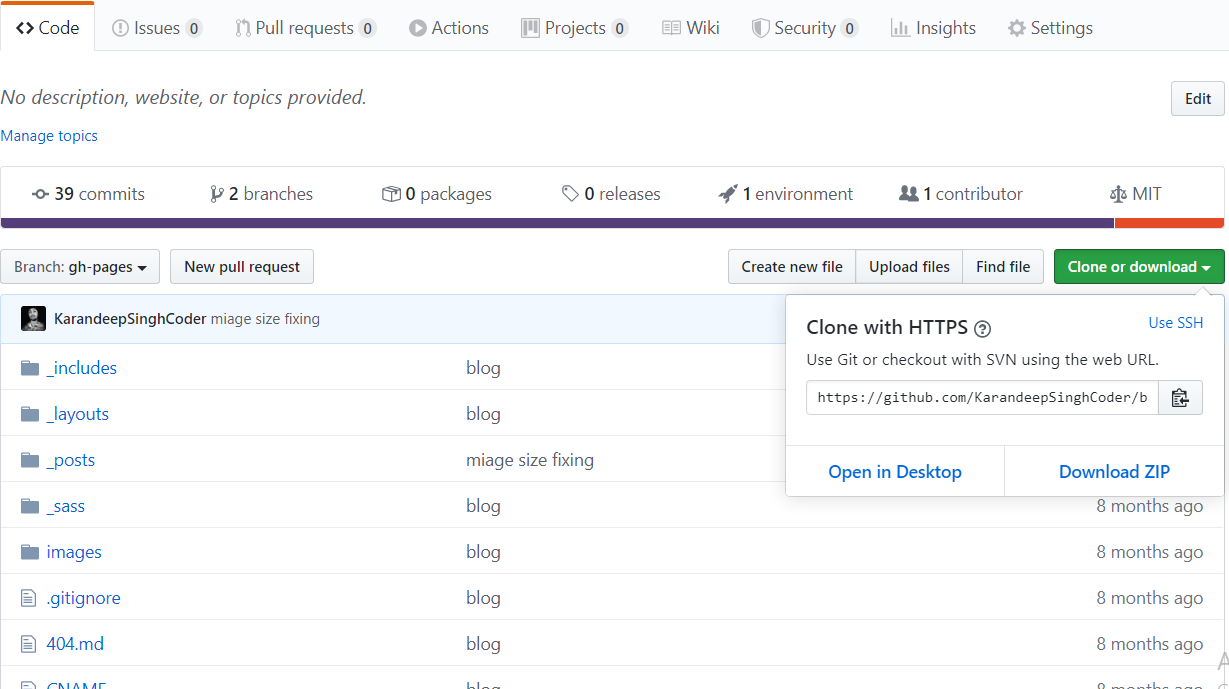 Code Issues 0 Pull requests 0 Actions Projects 0 Wiki Security 0 Insights Settings
No description, website, or topics provided.
Edit
Manage topics
39 commits 2 branches 0 packages 0 releases 1 environment 1 contributor MIT
Branch: gh-pages New pull request Create new file Upload files Find file Clone or download
KarandeepSinghCoder miage size fixing
Clone with HTTPS ? Use SSH
Use Git or checkout with SVN using the web URL.
https://github.com/KarandeepSinghCoder/b
Open in Desktop Download ZIP
_includes blog
_layouts blog
_posts miage size fixing
_sass blog 8 months ago
images blog 8 months ago
.gitignore blog 8 months ago
404.md blog 8 months ago
CNAME blog 8 months ago